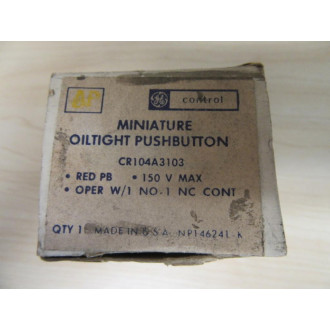 GE control
MINIATURE
OILTIGHT PUSHBUTTON
CR104A3103
• RED PB • 150 V MAX
• OPER W/1 NO-1 NC CONT
QTY 1 MADE IN U.S.A. NP146241-K